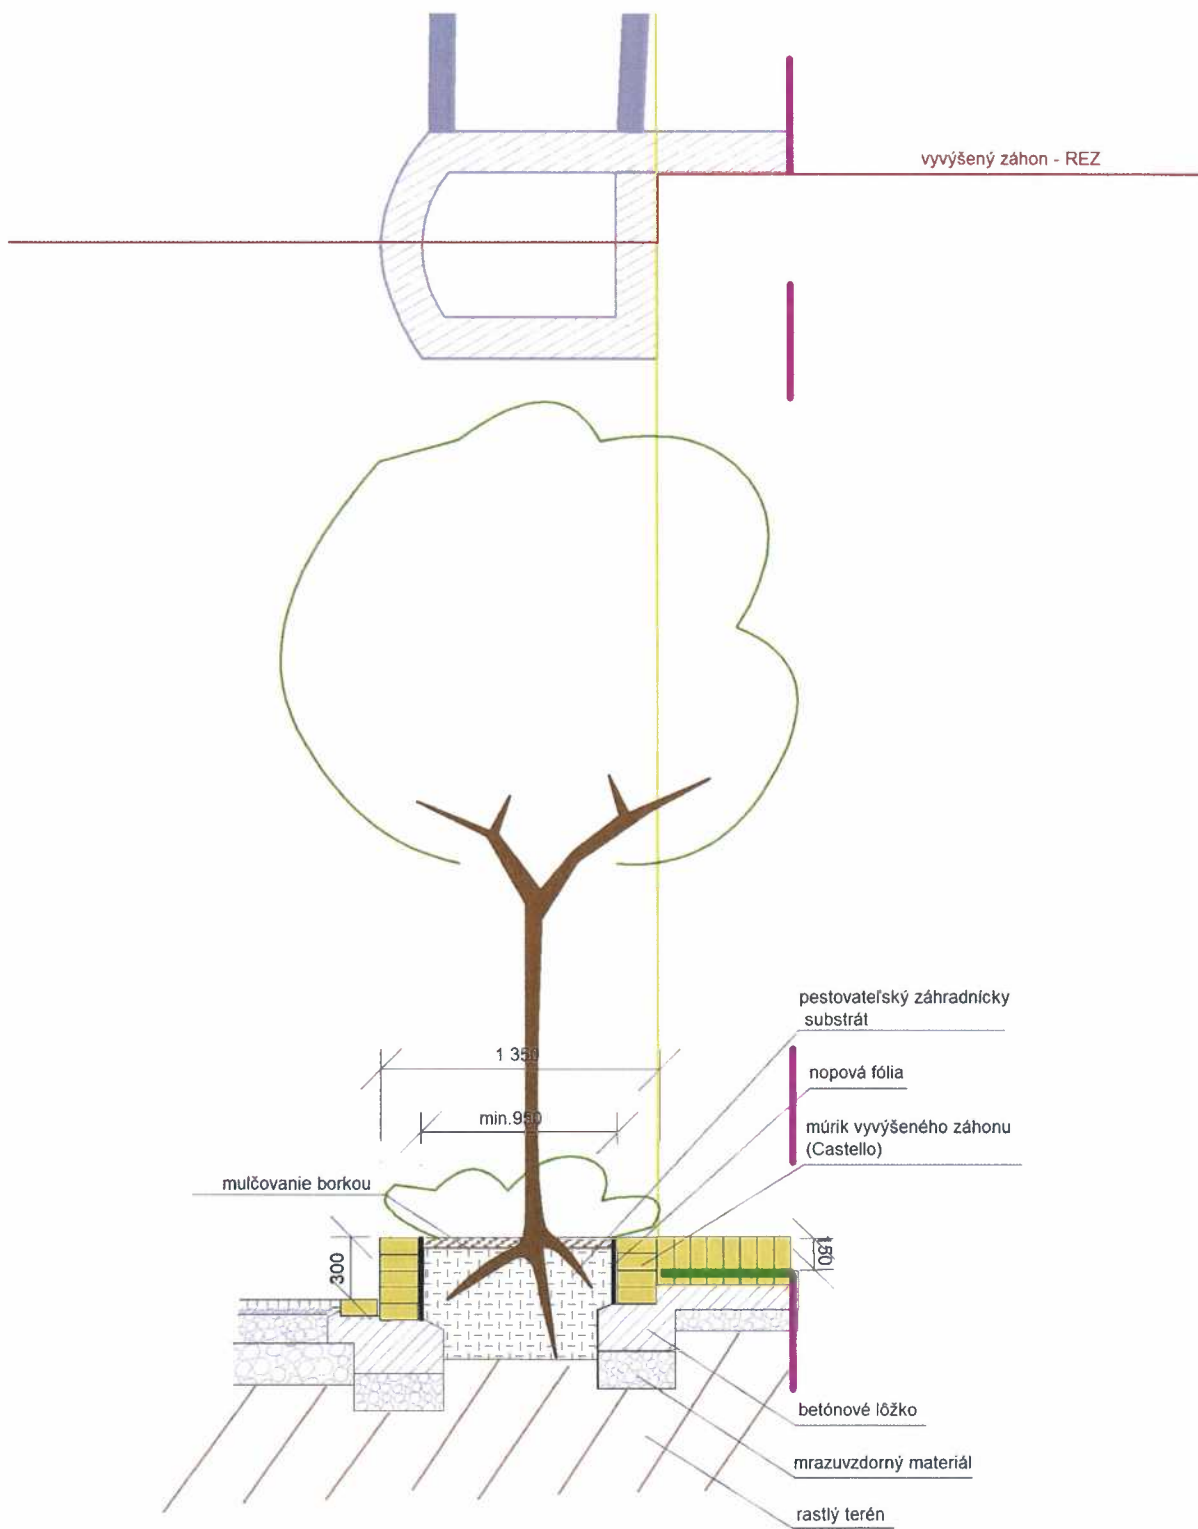 vyvýšený záhon - REZ
pestovateľský záhradnícky
substrát
1 350
nopová fólia
min.950
múrik vyvýšeného záhonu
(Castello)
mulčovanie borkou
300
150
betónové lôžko
mrazuvzdorný materiál
rastlý terén